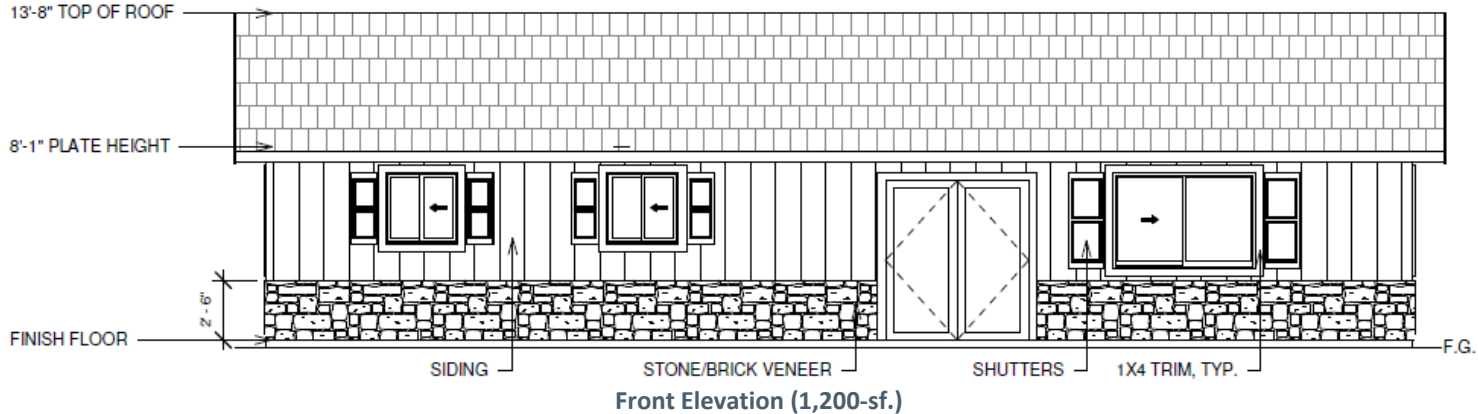 13'-8" TOP OF ROOF
8'-1" PLATE HEIGHT
2' - 6"
FINISH FLOOR
F.G.
SIDING
STONE/BRICK VENEER
SHUTTERS
1X4 TRIM, TYP.
Front Elevation (1,200-sf.)